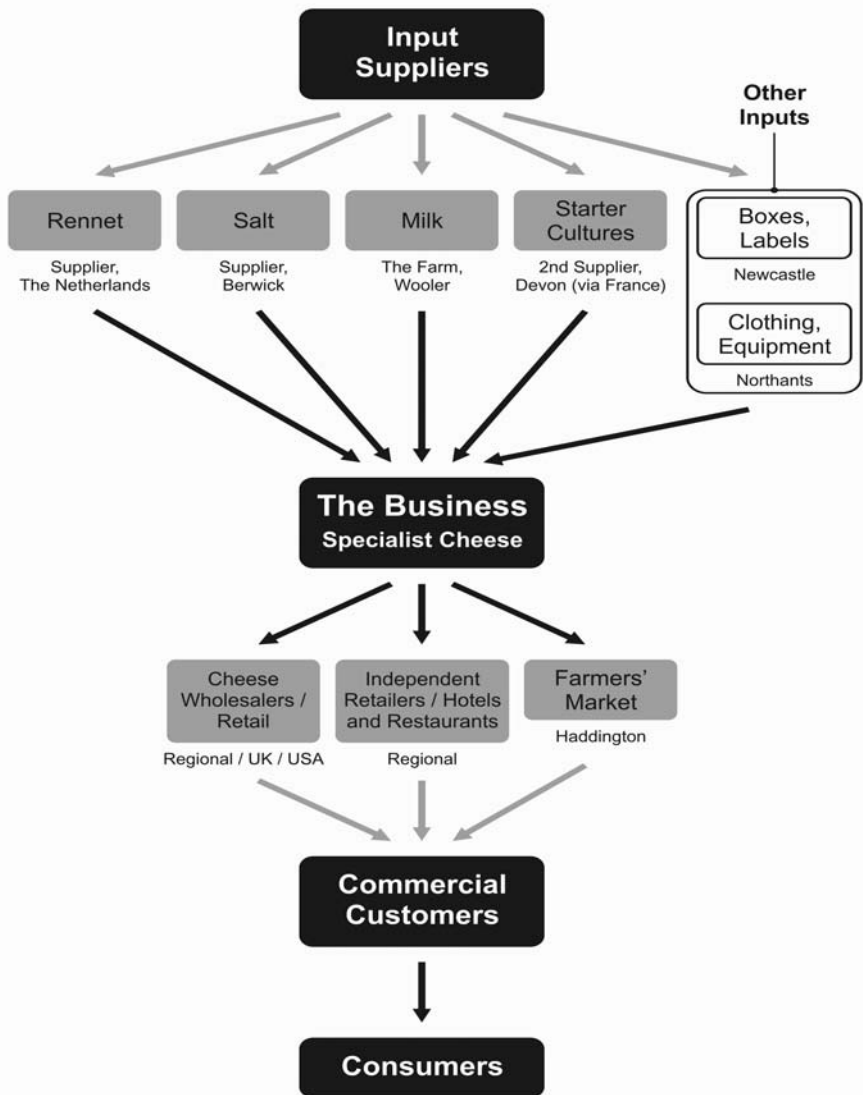 Input
Suppliers
Other
Inputs
Rennet
Supplier,
The Netherlands
Salt
Supplier,
Berwick
Milk
The Farm,
Wooler
Starter
Cultures
2nd Supplier,
Devon (via France)
Boxes,
Labels
Newcastle
Clothing,
Equipment
Northants
The Business
Specialist Cheese
Cheese
Wholesalers /
Retail
Regional / UK / USA
Independent
Retailers / Hotels
and Restaurants
Regional
Farmers’
Market
Haddington
Commercial
Customers
Consumers